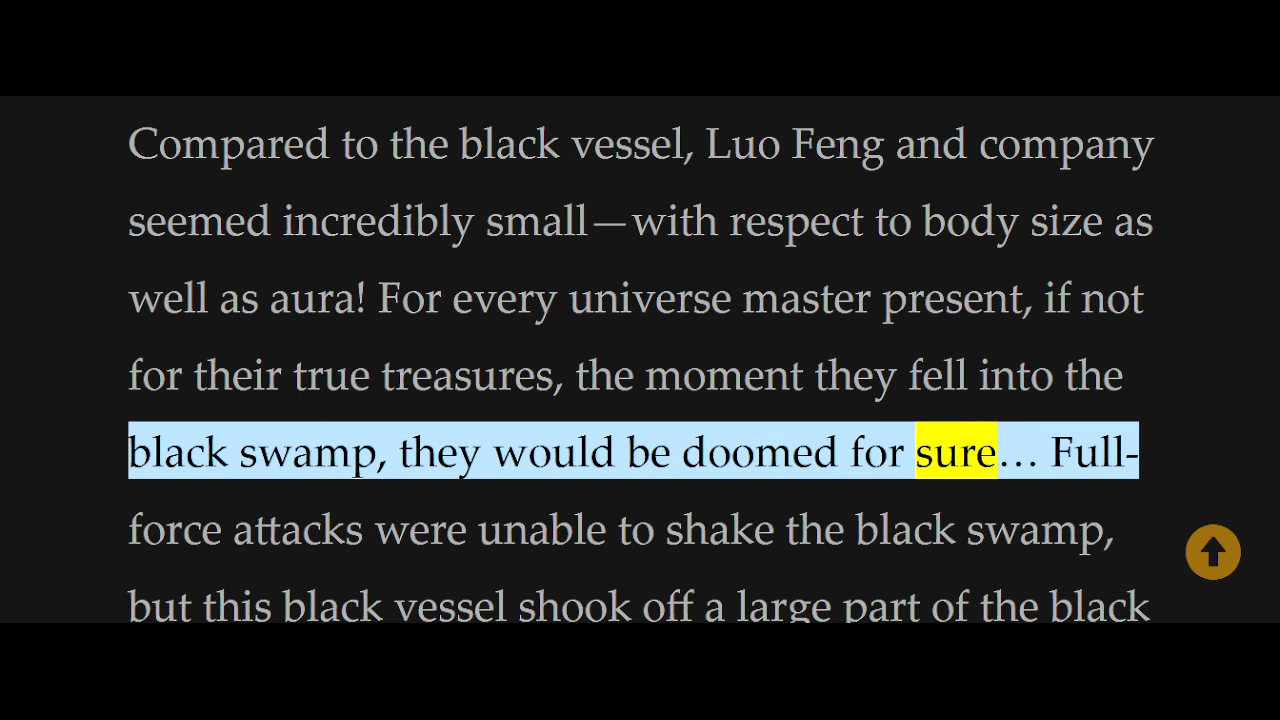 Compared to the black vessel, Luo Feng and company
seemed incredibly small—with respect to body size as
well as aura! For every universe master present, if not
for their true treasures, the moment they fell into the
black swamp, they would be doomed for sure… Full-
force attacks were unable to shake the black swamp,
but this black vessel shook off a large part of the black